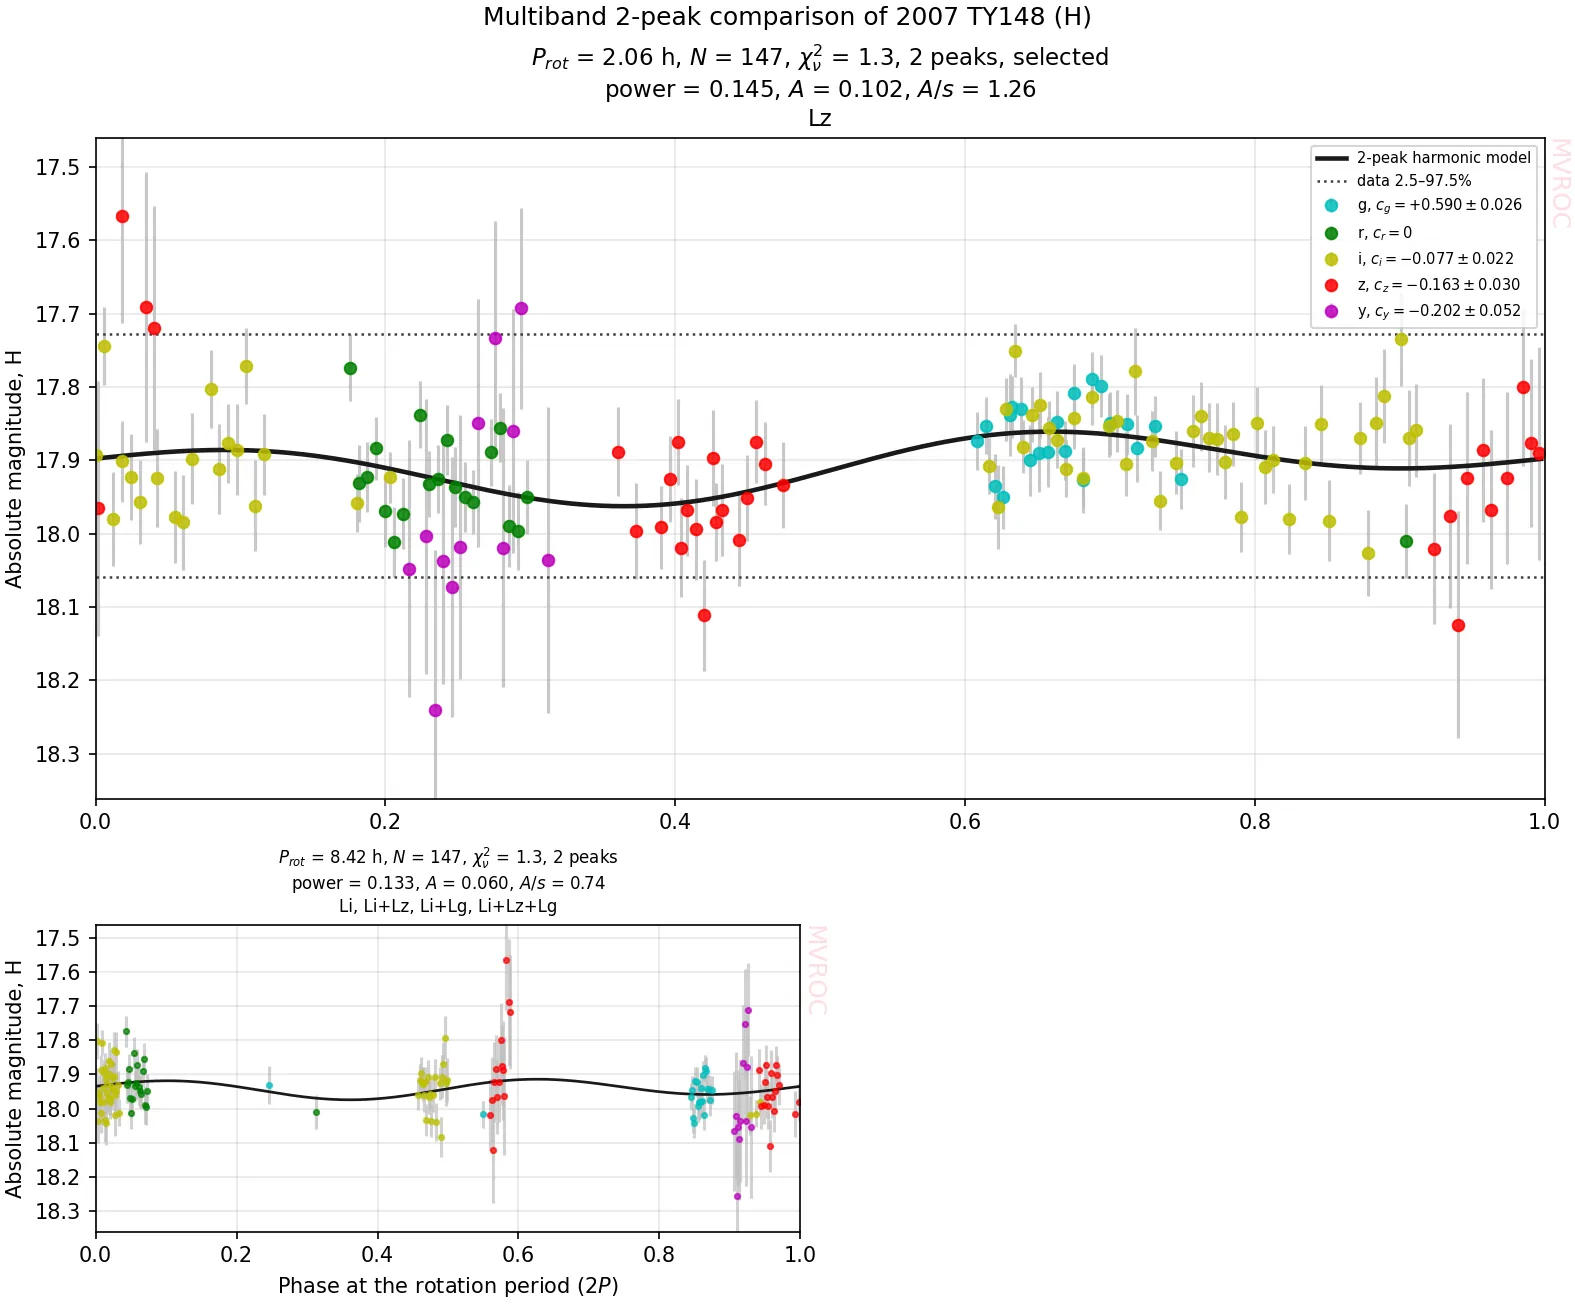 Multiband 2-peak comparison of 2007 TY148 (H)
P_rot = 2.06 h, N = 147, χ²_ν = 1.3, 2 peaks, selected
power = 0.145, A = 0.102, A/s = 1.26
Lz
Absolute magnitude, H
17.5
17.6
17.7
17.8
17.9
18.0
18.1
18.2
18.3
2-peak harmonic model
data 2.5–97.5%
g, c_g = +0.590 ± 0.026
r, c_r = 0
i, c_i = −0.077 ± 0.022
z, c_z = −0.163 ± 0.030
y, c_y = −0.202 ± 0.052
MVROC
0.0 0.2 0.4 0.6 0.8 1.0
P_rot = 8.42 h, N = 147, χ²_ν = 1.3, 2 peaks
power = 0.133, A = 0.060, A/s = 0.74
Li, Li+Lz, Li+Lg, Li+Lz+Lg
Absolute magnitude, H
17.5
17.6
17.7
17.8
17.9
18.0
18.1
18.2
18.3
MVROC
0.0 0.2 0.4 0.6 0.8 1.0
Phase at the rotation period (2P)